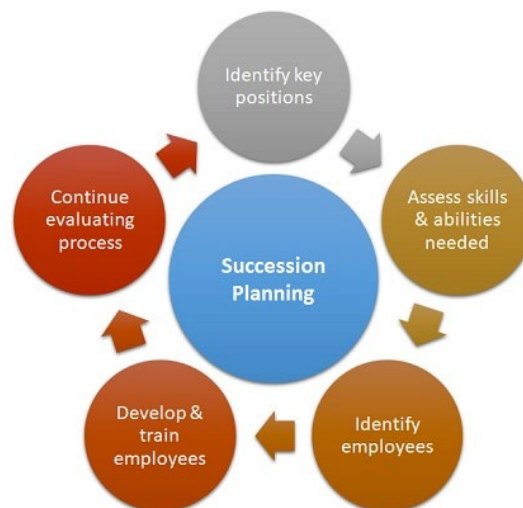 Identify key
positions
Assess skills
& abilities
needed
Identify
employees
Develop &
train
employees
Continue
evaluating
process
Succession
Planning